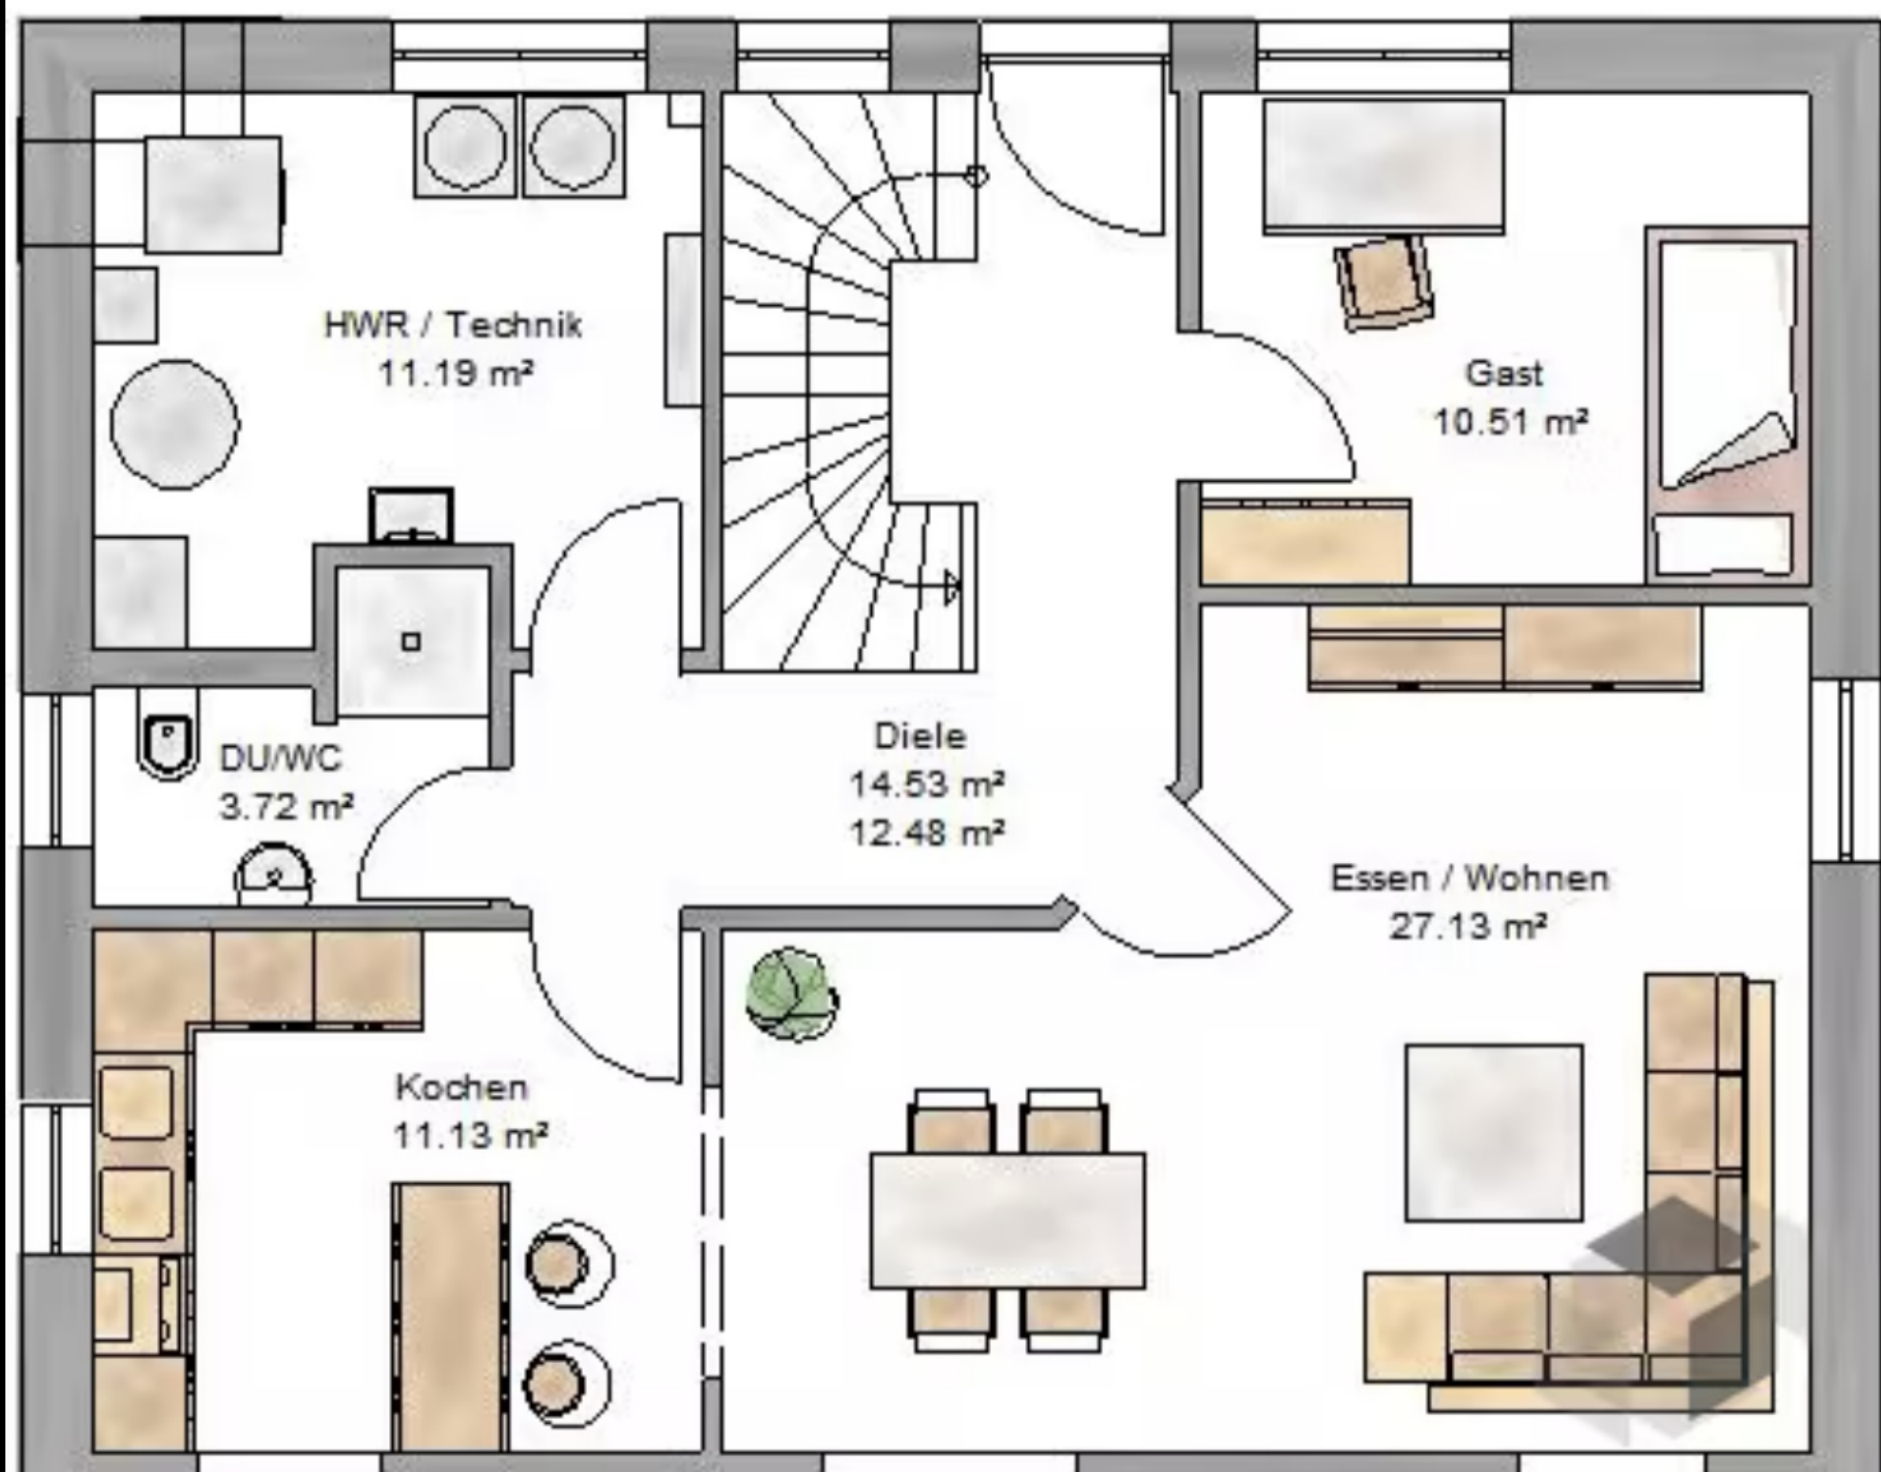 HWR / Technik
11.19 m²
Gast
10.51 m²
DU/WC
3.72 m²
Diele
14.53 m²
12.48 m²
Essen / Wohnen
27.13 m²
Kochen
11.13 m²